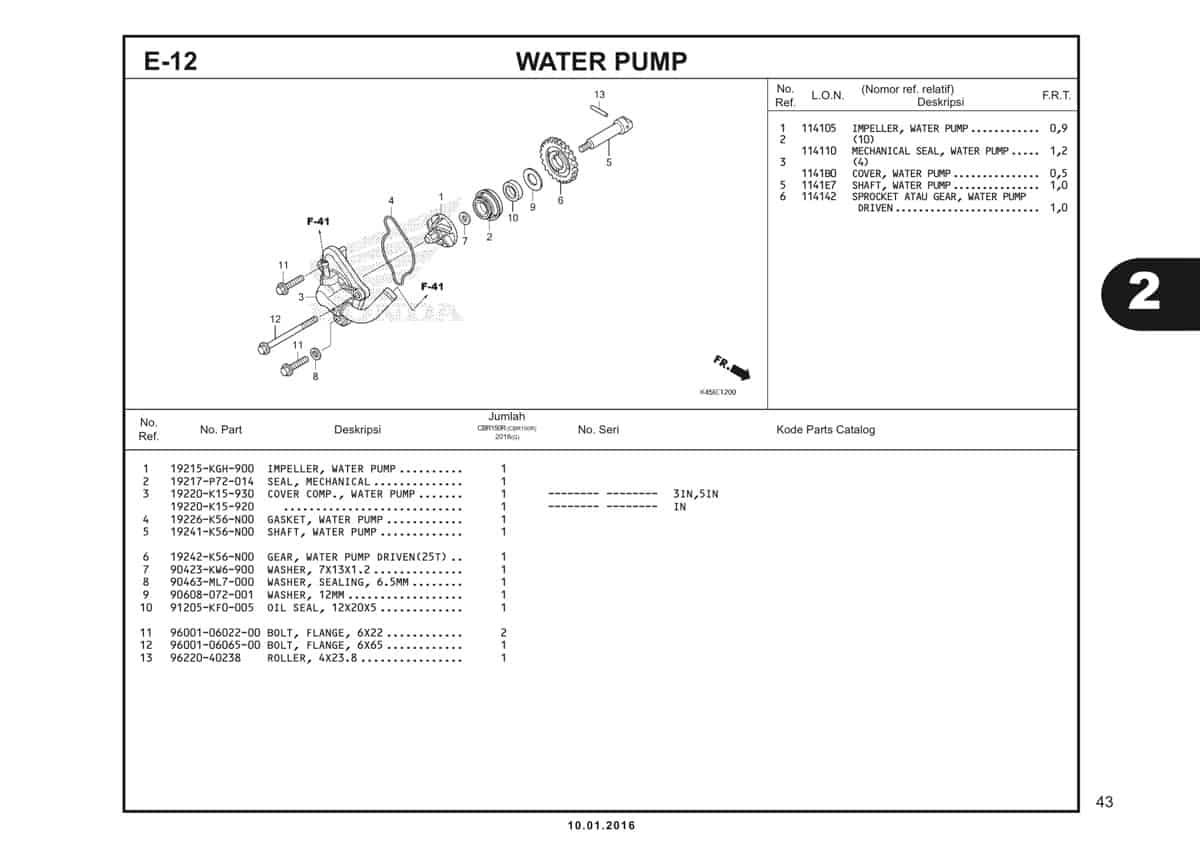 E-12
WATER PUMP
13
5
6
9
10
1
4
7
2
F-41
F-41
11
3
12
11
8
HONDA
FR.
K45E1200
No. Ref. L.O.N. (Nomor ref. relatif) Deskripsi F.R.T.
1 114105 IMPELLER, WATER PUMP............ 0,9
2 (10)
114110 MECHANICAL SEAL, WATER PUMP..... 1,2
3 (4)
1141B0 COVER, WATER PUMP............... 0,5
5 1141E7 SHAFT, WATER PUMP............... 1,0
6 114142 SPROCKET ATAU GEAR, WATER PUMP
DRIVEN......................... 1,0
2
No. Ref. No. Part Deskripsi Jumlah CBR150R (CBR150R) 2016(G) No. Seri Kode Parts Catalog
1 19215-KGH-900 IMPELLER, WATER PUMP.......... 1
2 19217-P72-014 SEAL, MECHANICAL.............. 1
3 19220-K15-930 COVER COMP., WATER PUMP....... 1 -------- -------- 3IN,5IN
19220-K15-920 ........................... 1 -------- -------- IN
4 19226-K56-N00 GASKET, WATER PUMP............ 1
5 19241-K56-N00 SHAFT, WATER PUMP............. 1
6 19242-K56-N00 GEAR, WATER PUMP DRIVEN(25T).. 1
7 90423-KW6-900 WASHER, 7X13X1.2.............. 1
8 90463-ML7-000 WASHER, SEALING, 6.5MM........ 1
9 90608-072-001 WASHER, 12MM.................. 1
10 91205-KF0-005 OIL SEAL, 12X20X5............. 1
11 96001-06022-00 BOLT, FLANGE, 6X22............ 2
12 96001-06065-00 BOLT, FLANGE, 6X65............ 1
13 96220-40238 ROLLER, 4X23.8................ 1
43
10.01.2016